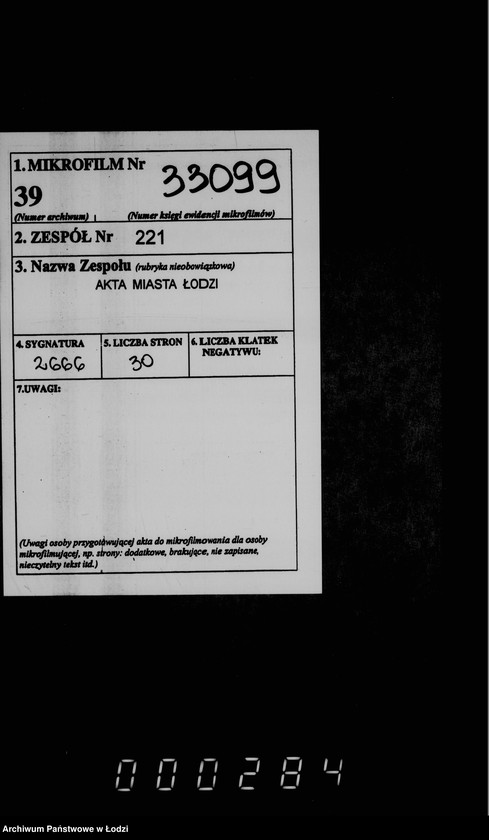 1. MIKROFILM Nr 33099
39
(Numer archiwum) (Numer księgi ewidencji mikrofilmów)
2. ZESPÓŁ Nr 221
3. Nazwa Zespołu (rubryka nieobowiązkowa)
AKTA MIASTA ŁODZI
4. SYGNATURA 5. LICZBA STRON 6. LICZBA KLATEK
NEGATYWU:
2666 30
7.UWAGI:
(Uwagi osoby przygotowującej akta do mikrofilmowania dla osoby
mikrofilmującej, np. strony: dodatkowe, brakujące, nie zapisane,
nieczytelny tekst itd.)
000284
Archiwum Państwowe w Łodzi